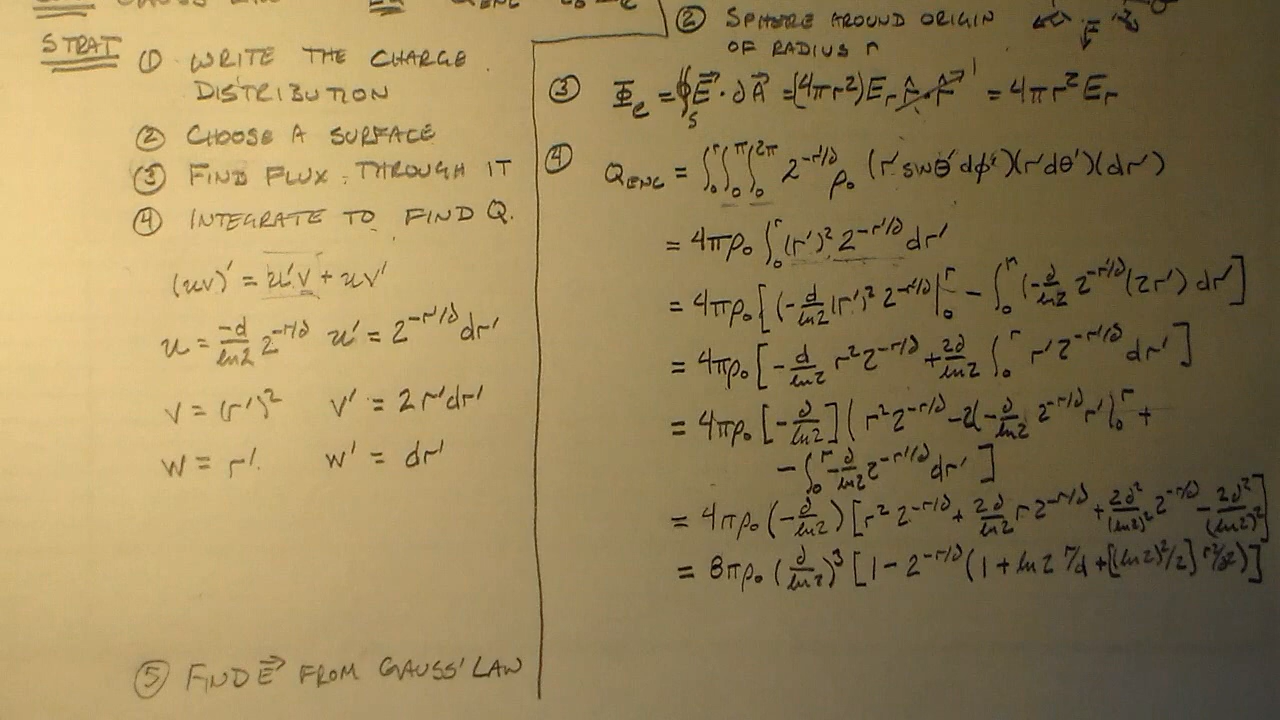 STRAT ① WRITE THE CHARGE
DISTRIBUTION
② CHOOSE A SURFACE
③ FIND FLUX THROUGH IT
④ INTEGRATE TO FIND Q.
(uv)' = u'v + uv'
u = -d/ln2 2^(-r/d) u' = 2^(-r'/d) dr'
v = (r')² v' = 2r'dr'
w = r' w' = dr'
⑤ FIND E⃗ FROM GAUSS' LAW
② SPHERE AROUND ORIGIN
OF RADIUS r
③ Φe = ∮s E⃗ · dA⃗ = (4πr²) Er r̂ · r̂ 1 = 4πr² Er
④ QENC = ∫₀^r ∫₀^π ∫₀^2π 2^(-r'/d) ρ₀ (r' sinθ' dφ')(r'dθ')(dr')
= 4πρ₀ ∫₀^r (r')² 2^(-r'/d) dr'
= 4πρ₀ [(-d/ln2 (r')² 2^(-r'/d) |₀^r - ∫₀^r (-d/ln2 2^(-r'/d) (2r') dr']
= 4πρ₀ [-d/ln2 r² 2^(-r/d) + 2d/ln2 ∫₀^r r' 2^(-r'/d) dr']
= 4πρ₀ [-d/ln2] ( r² 2^(-r/d) - 2(-d/ln2 2^(-r'/d) r' |₀^r +
- ∫₀^r -d/ln2 2^(-r'/d) dr' ]
= 4πρ₀ (-d/ln2) [r² 2^(-r/d) + 2d/ln2 r 2^(-r/d) + 2d²/(ln2)² 2^(-r/d) - 2d²/(ln2)²]
= 8πρ₀ (d/ln2)³ [1 - 2^(-r/d) (1 + ln2 r/d + [(ln2)²/2] r²/d²)]